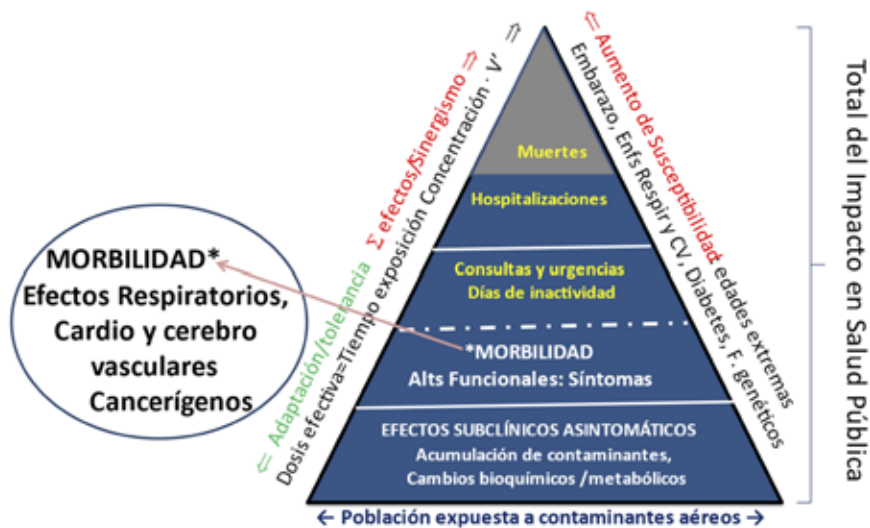 MORBILIDAD*
Efectos Respiratorios,
Cardio y cerebro
vasculares
Cancerígenos
⇐ Adaptación/tolerancia Σ efectos/Sinergismo ⇒
Dosis efectiva=Tiempo exposición Concentración · V' ⇒
Muertes
Hospitalizaciones
Consultas y urgencias
Días de inactividad
*MORBILIDAD
Alts Funcionales: Síntomas
EFECTOS SUBCLÍNICOS ASINTOMÁTICOS
Acumulación de contaminantes,
Cambios bioquímicos /metabólicos
⇐ Aumento de Susceptibilidad: edades extremas
Embarazo, Enfs Respir y CV, Diabetes, F. genéticos
Total del Impacto en Salud Pública
← Población expuesta a contaminantes aéreos →